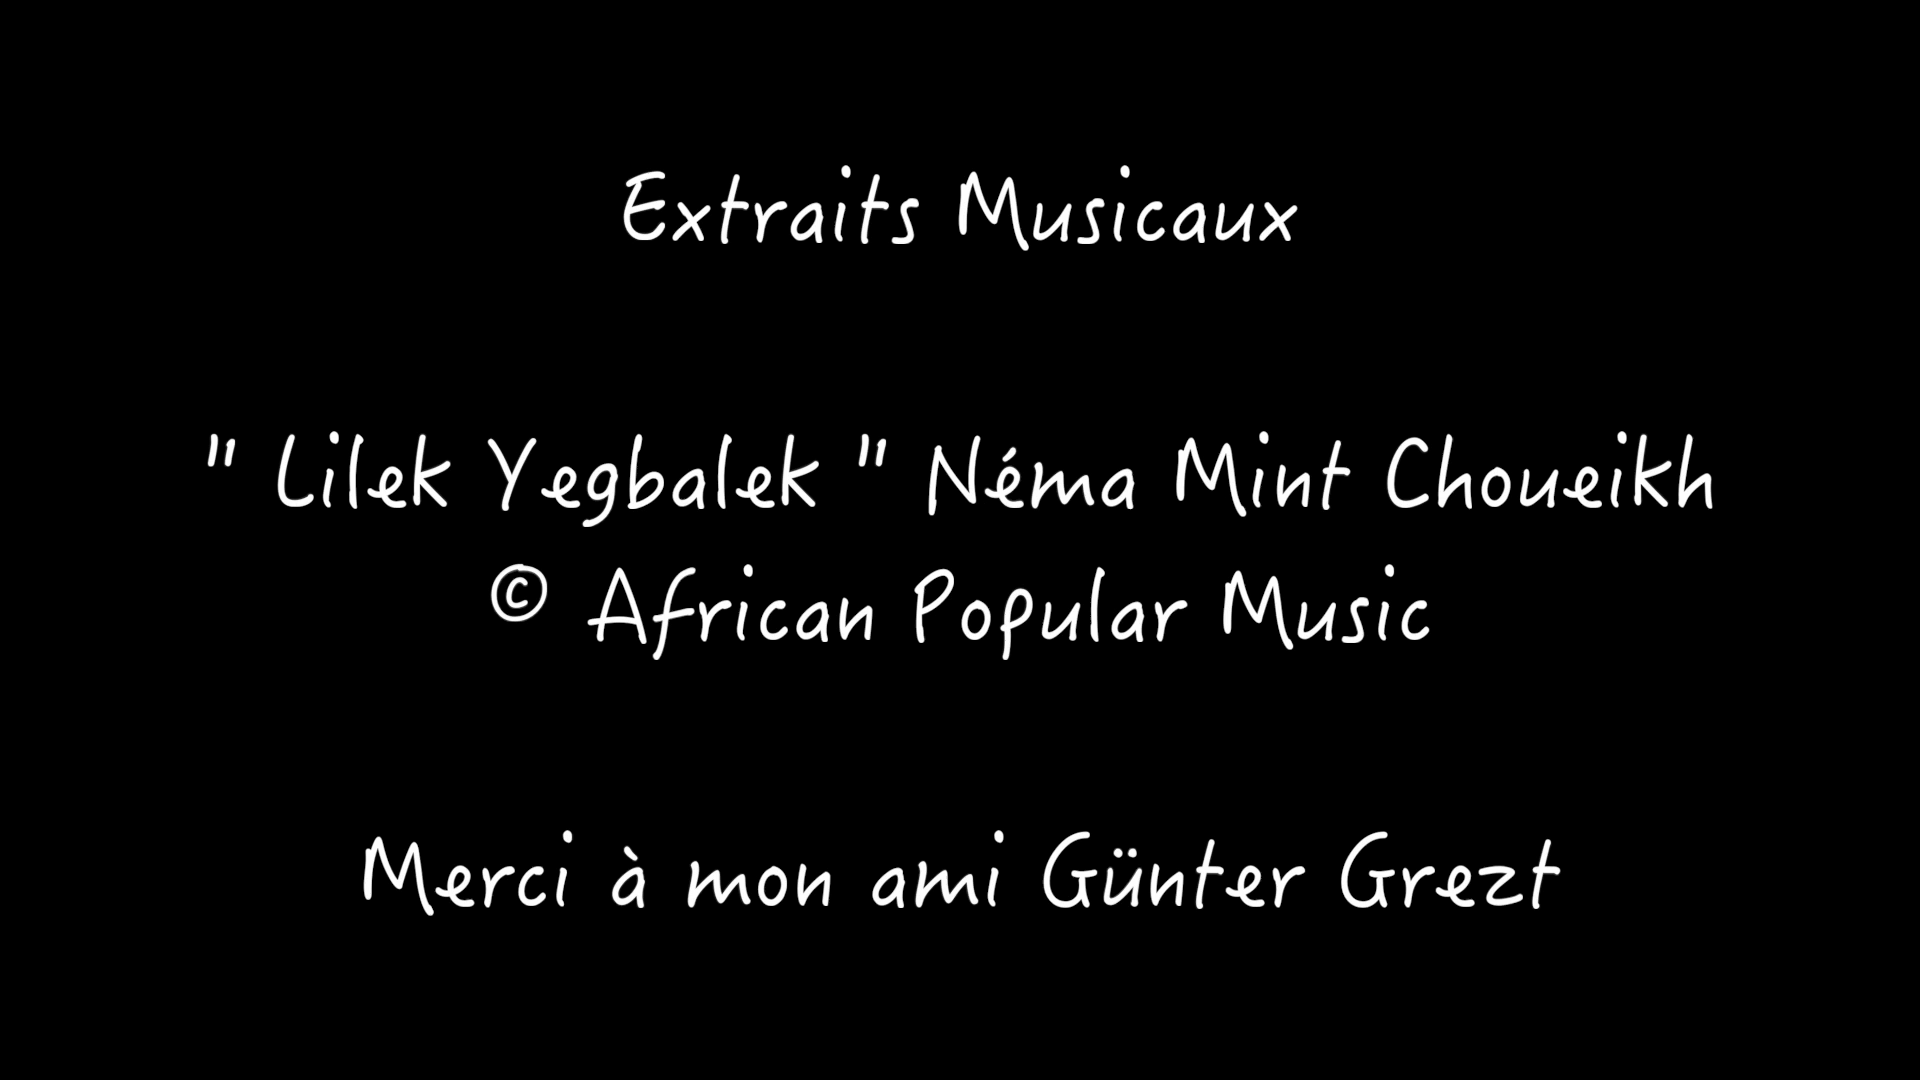 Extraits Musicaux
" Lilek Yegbalek " Néma Mint Choueikh
© African Popular Music
Merci à mon ami Günter Grezt